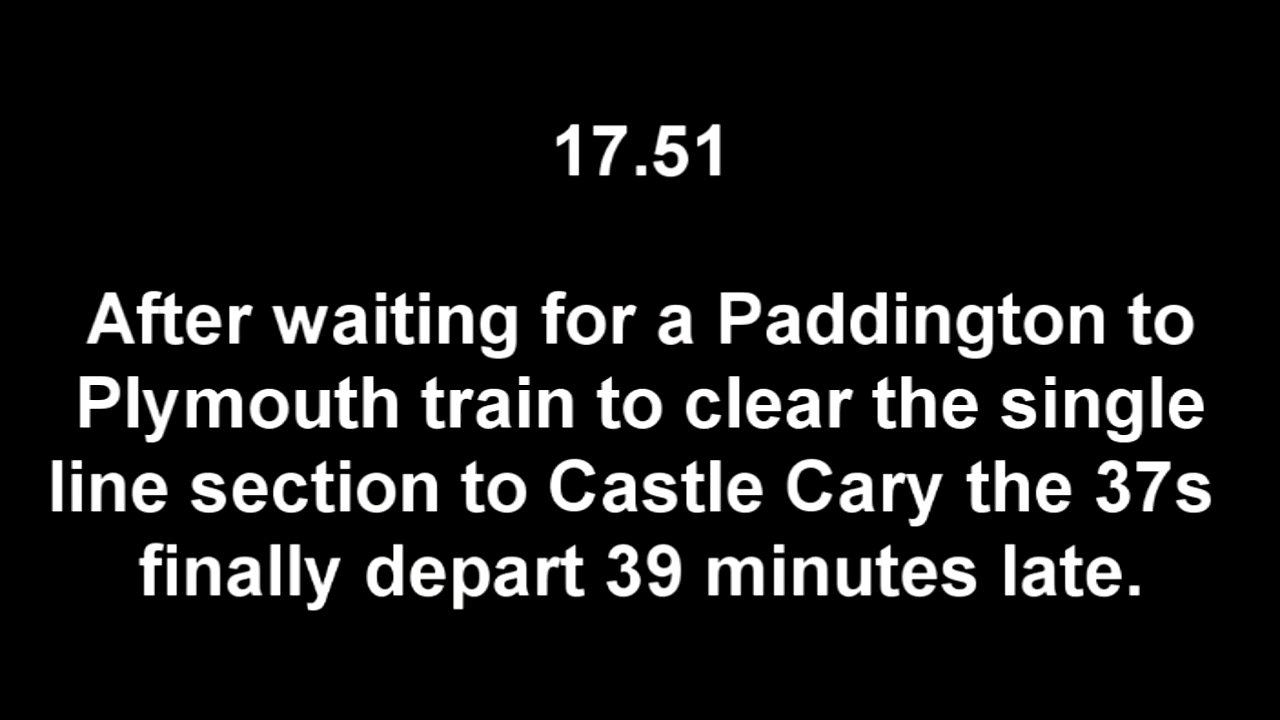 17.51
After waiting for a Paddington to
Plymouth train to clear the single
line section to Castle Cary the 37s
finally depart 39 minutes late.